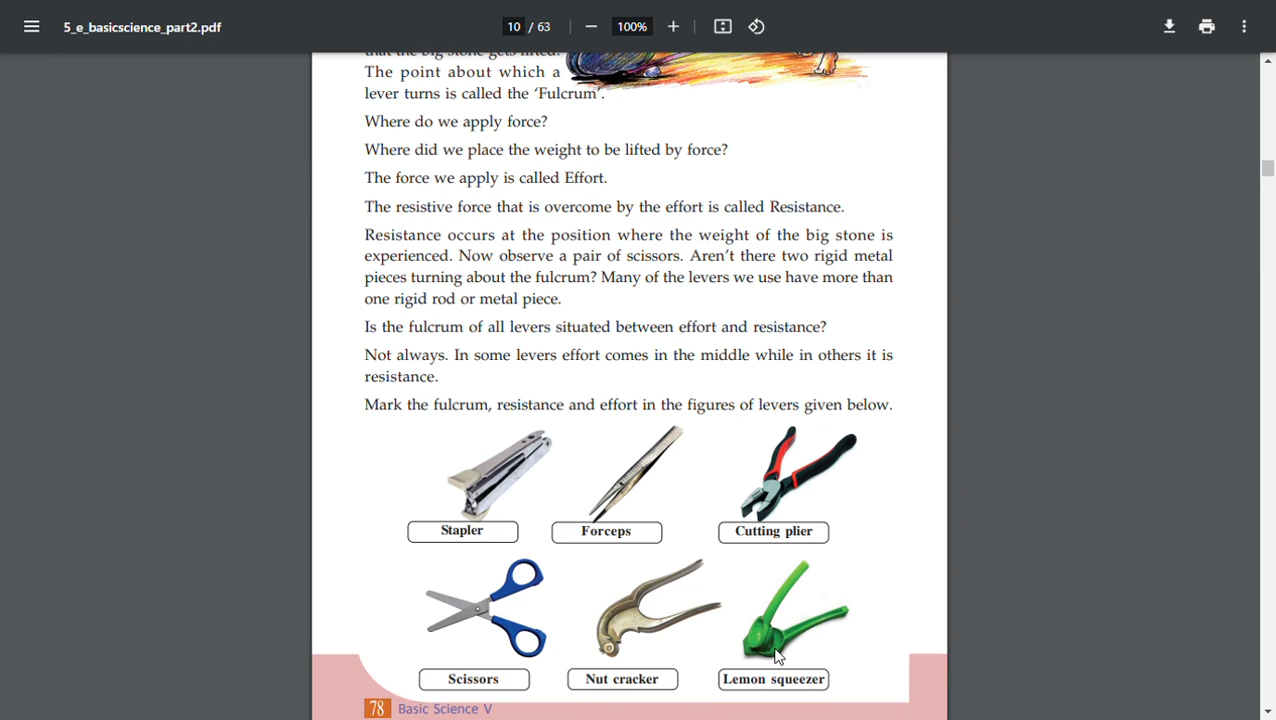 5_e_basicscience_part2.pdf
10 / 63
100%
that the big stone gets lifted.
The point about which a
lever turns is called the ‘Fulcrum’.
Where do we apply force?
Where did we place the weight to be lifted by force?
The force we apply is called Effort.
The resistive force that is overcome by the effort is called Resistance.
Resistance occurs at the position where the weight of the big stone is
experienced. Now observe a pair of scissors. Aren’t there two rigid metal
pieces turning about the fulcrum? Many of the levers we use have more than
one rigid rod or metal piece.
Is the fulcrum of all levers situated between effort and resistance?
Not always. In some levers effort comes in the middle while in others it is
resistance.
Mark the fulcrum, resistance and effort in the figures of levers given below.
Stapler
Forceps
Cutting plier
Scissors
Nut cracker
Lemon squeezer
78 Basic Science V